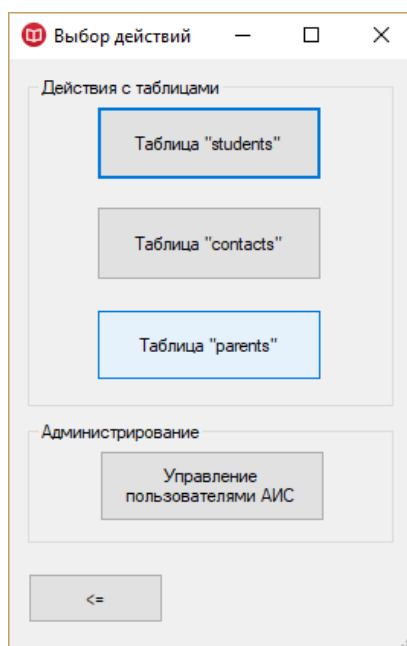 Выбор действий
Действия с таблицами
Таблица "students"
Таблица "contacts"
Таблица "parents"
Администрирование
Управление
пользователями АИС
<=